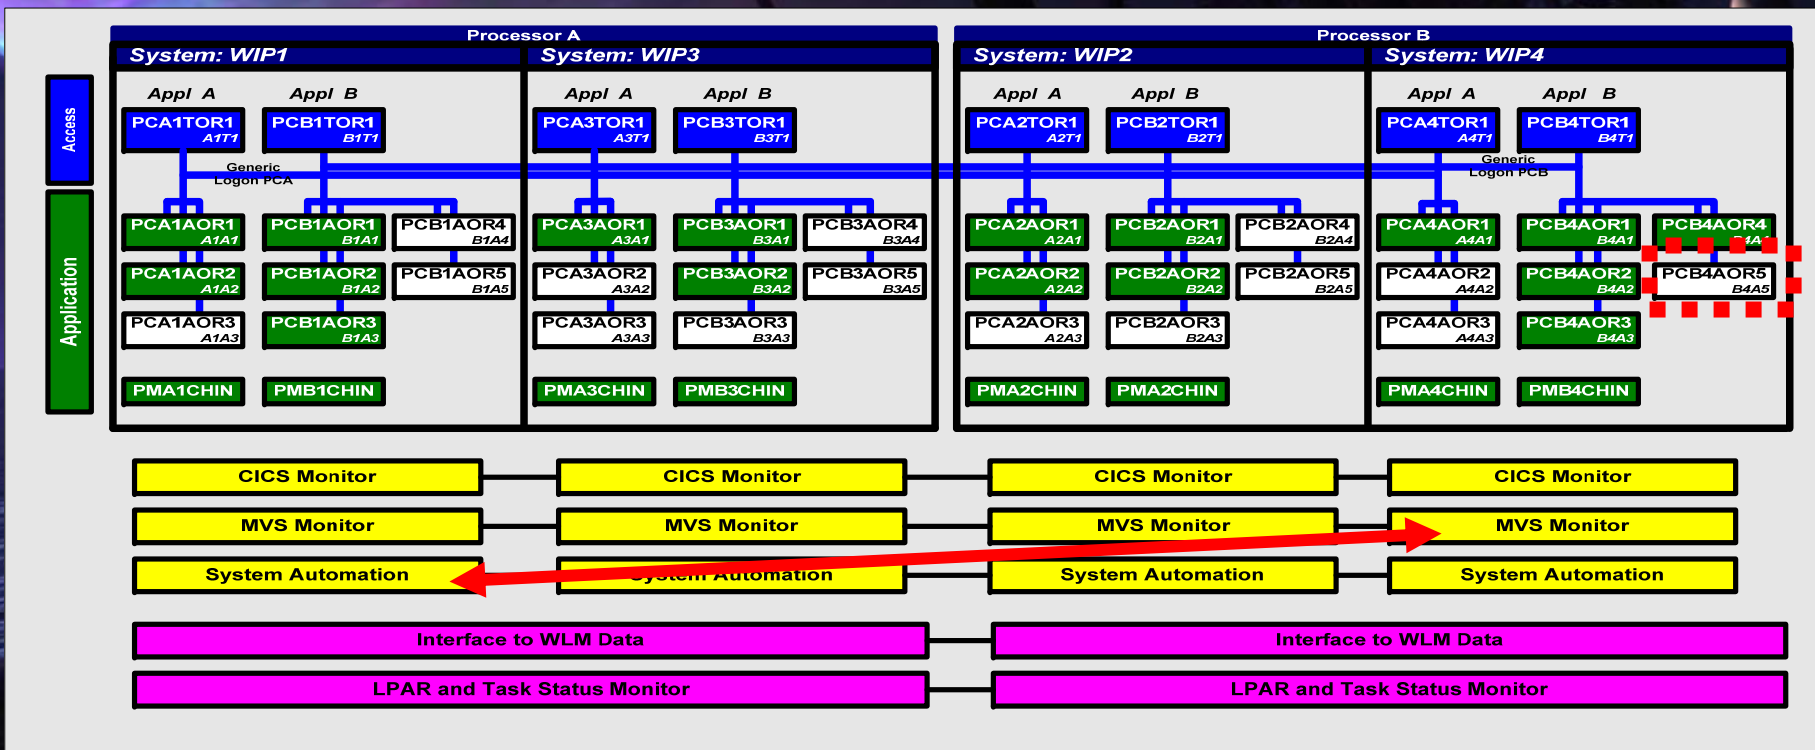 Processor A
Processor B
System: WIP1
System: WIP3
System: WIP2
System: WIP4
Appl A
Appl B
Appl A
Appl B
Appl A
Appl B
Appl A
Appl B
Access
PCA1TOR1
A1T1
PCB1TOR1
B1T1
PCA3TOR1
A3T1
PCB3TOR1
B3T1
PCA2TOR1
A2T1
PCB2TOR1
B2T1
PCA4TOR1
A4T1
PCB4TOR1
B4T1
Generic
Logon PCA
Generic
Logon PCB
Application
PCA1AOR1
A1A1
PCB1AOR1
B1A1
PCB1AOR4
B1A4
PCA3AOR1
A3A1
PCB3AOR1
B3A1
PCB3AOR4
B3A4
PCA2AOR1
A2A1
PCB2AOR1
B2A1
PCB2AOR4
B2A4
PCA4AOR1
A4A1
PCB4AOR1
B4A1
PCB4AOR4
B4A4
PCA1AOR2
A1A2
PCB1AOR2
B1A2
PCB1AOR5
B1A5
PCA3AOR2
A3A2
PCB3AOR2
B3A2
PCB3AOR5
B3A5
PCA2AOR2
A2A2
PCB2AOR2
B2A2
PCB2AOR5
B2A5
PCA4AOR2
A4A2
PCB4AOR2
B4A2
PCB4AOR5
B4A5
PCA1AOR3
A1A3
PCB1AOR3
B1A3
PCA3AOR3
A3A3
PCB3AOR3
B3A3
PCA2AOR3
A2A3
PCB2AOR3
B2A3
PCA4AOR3
A4A3
PCB4AOR3
B4A3
PMA1CHIN
PMB1CHIN
PMA3CHIN
PMB3CHIN
PMA2CHIN
PMA2CHIN
PMA4CHIN
PMB4CHIN
CICS Monitor
CICS Monitor
CICS Monitor
CICS Monitor
MVS Monitor
MVS Monitor
MVS Monitor
MVS Monitor
System Automation
System Automation
System Automation
System Automation
Interface to WLM Data
Interface to WLM Data
LPAR and Task Status Monitor
LPAR and Task Status Monitor